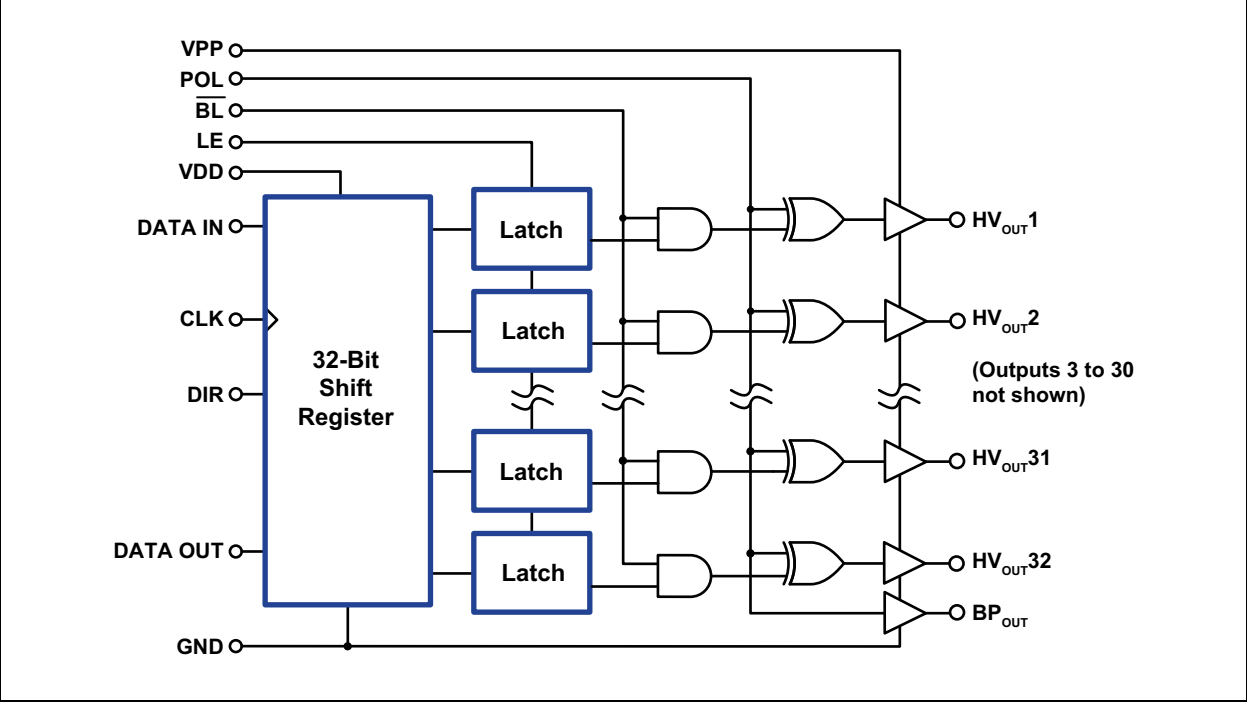 VPP
POL
B̅L̅
LE
VDD
DATA IN
CLK
DIR
DATA OUT
GND
32-Bit
Shift
Register
Latch
Latch
Latch
Latch
HVOUT1
HVOUT2
(Outputs 3 to 30
not shown)
HVOUT31
HVOUT32
BPOUT